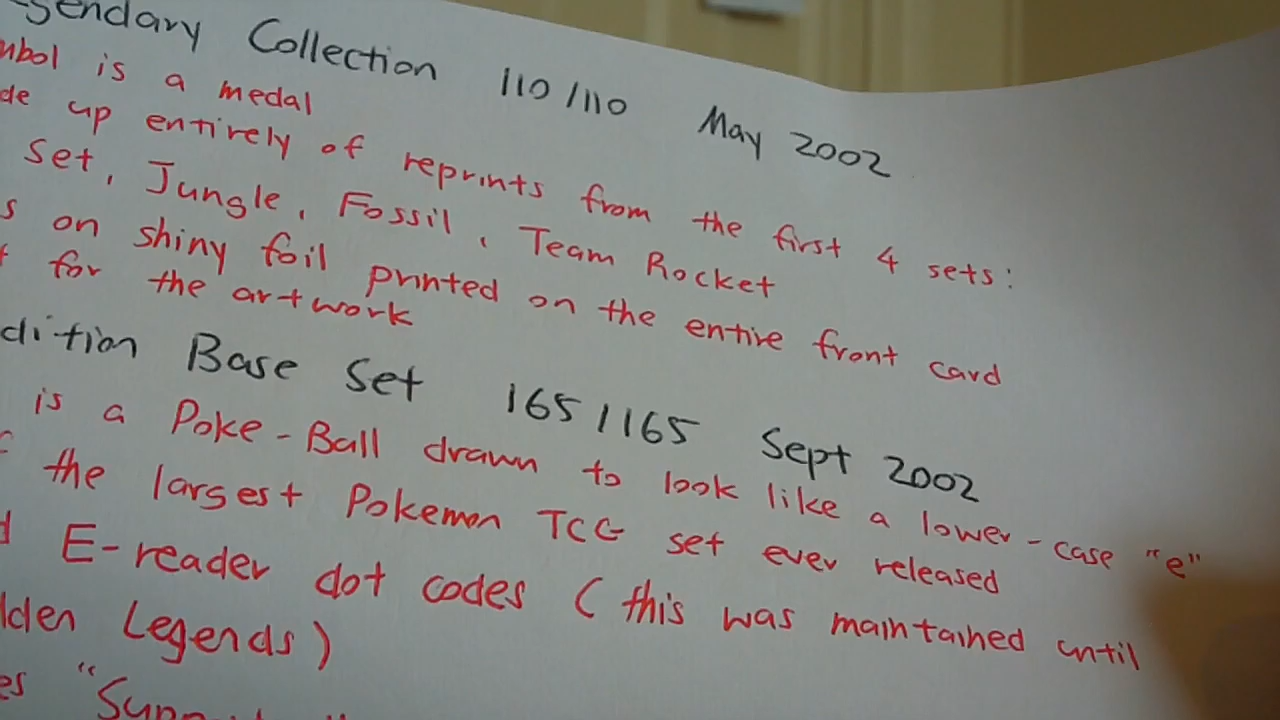 Collection 110/110 May 2002
is a medal
up entirely of reprints from the first 4 sets:
Set, Jungle, Fossil, Team Rocket
on shiny foil printed on the entire front card
for the artwork
Base Set 165/165 Sept 2002
is a Poke-Ball drawn to look like a lower-case "e"
the largest Pokemon TCG set ever released
E-reader dot codes (this was maintained until
Legends)